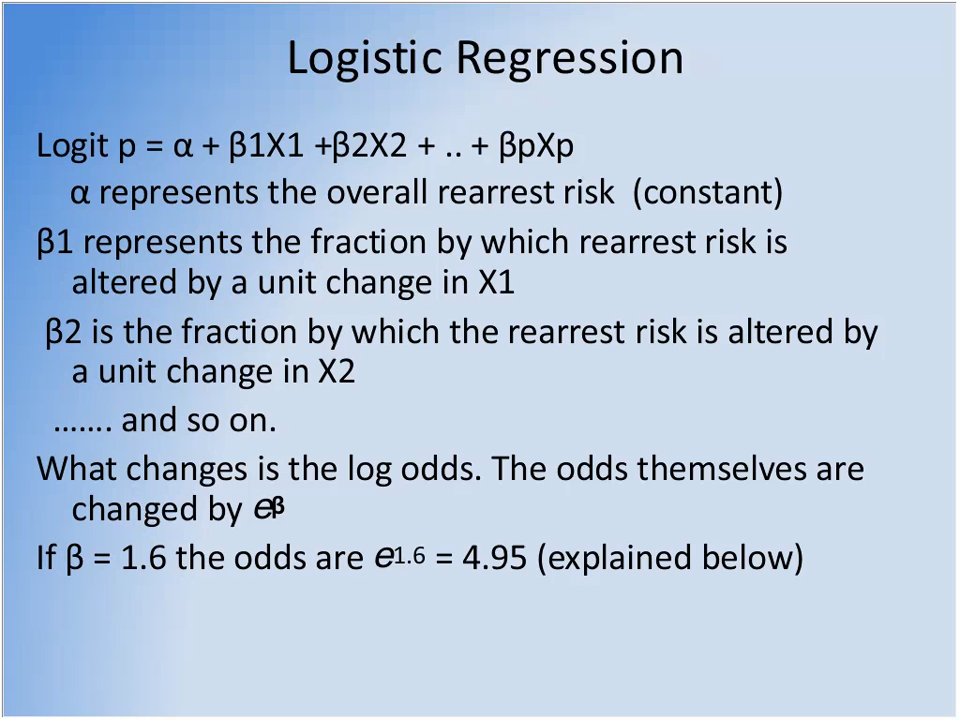 Logistic Regression
Logit p = α + β1X1 +β2X2 + .. + βpXp
α represents the overall rearrest risk (constant)
β1 represents the fraction by which rearrest risk is
altered by a unit change in X1
β2 is the fraction by which the rearrest risk is altered by
a unit change in X2
……. and so on.
What changes is the log odds. The odds themselves are
changed by eβ
If β = 1.6 the odds are e1.6 = 4.95 (explained below)